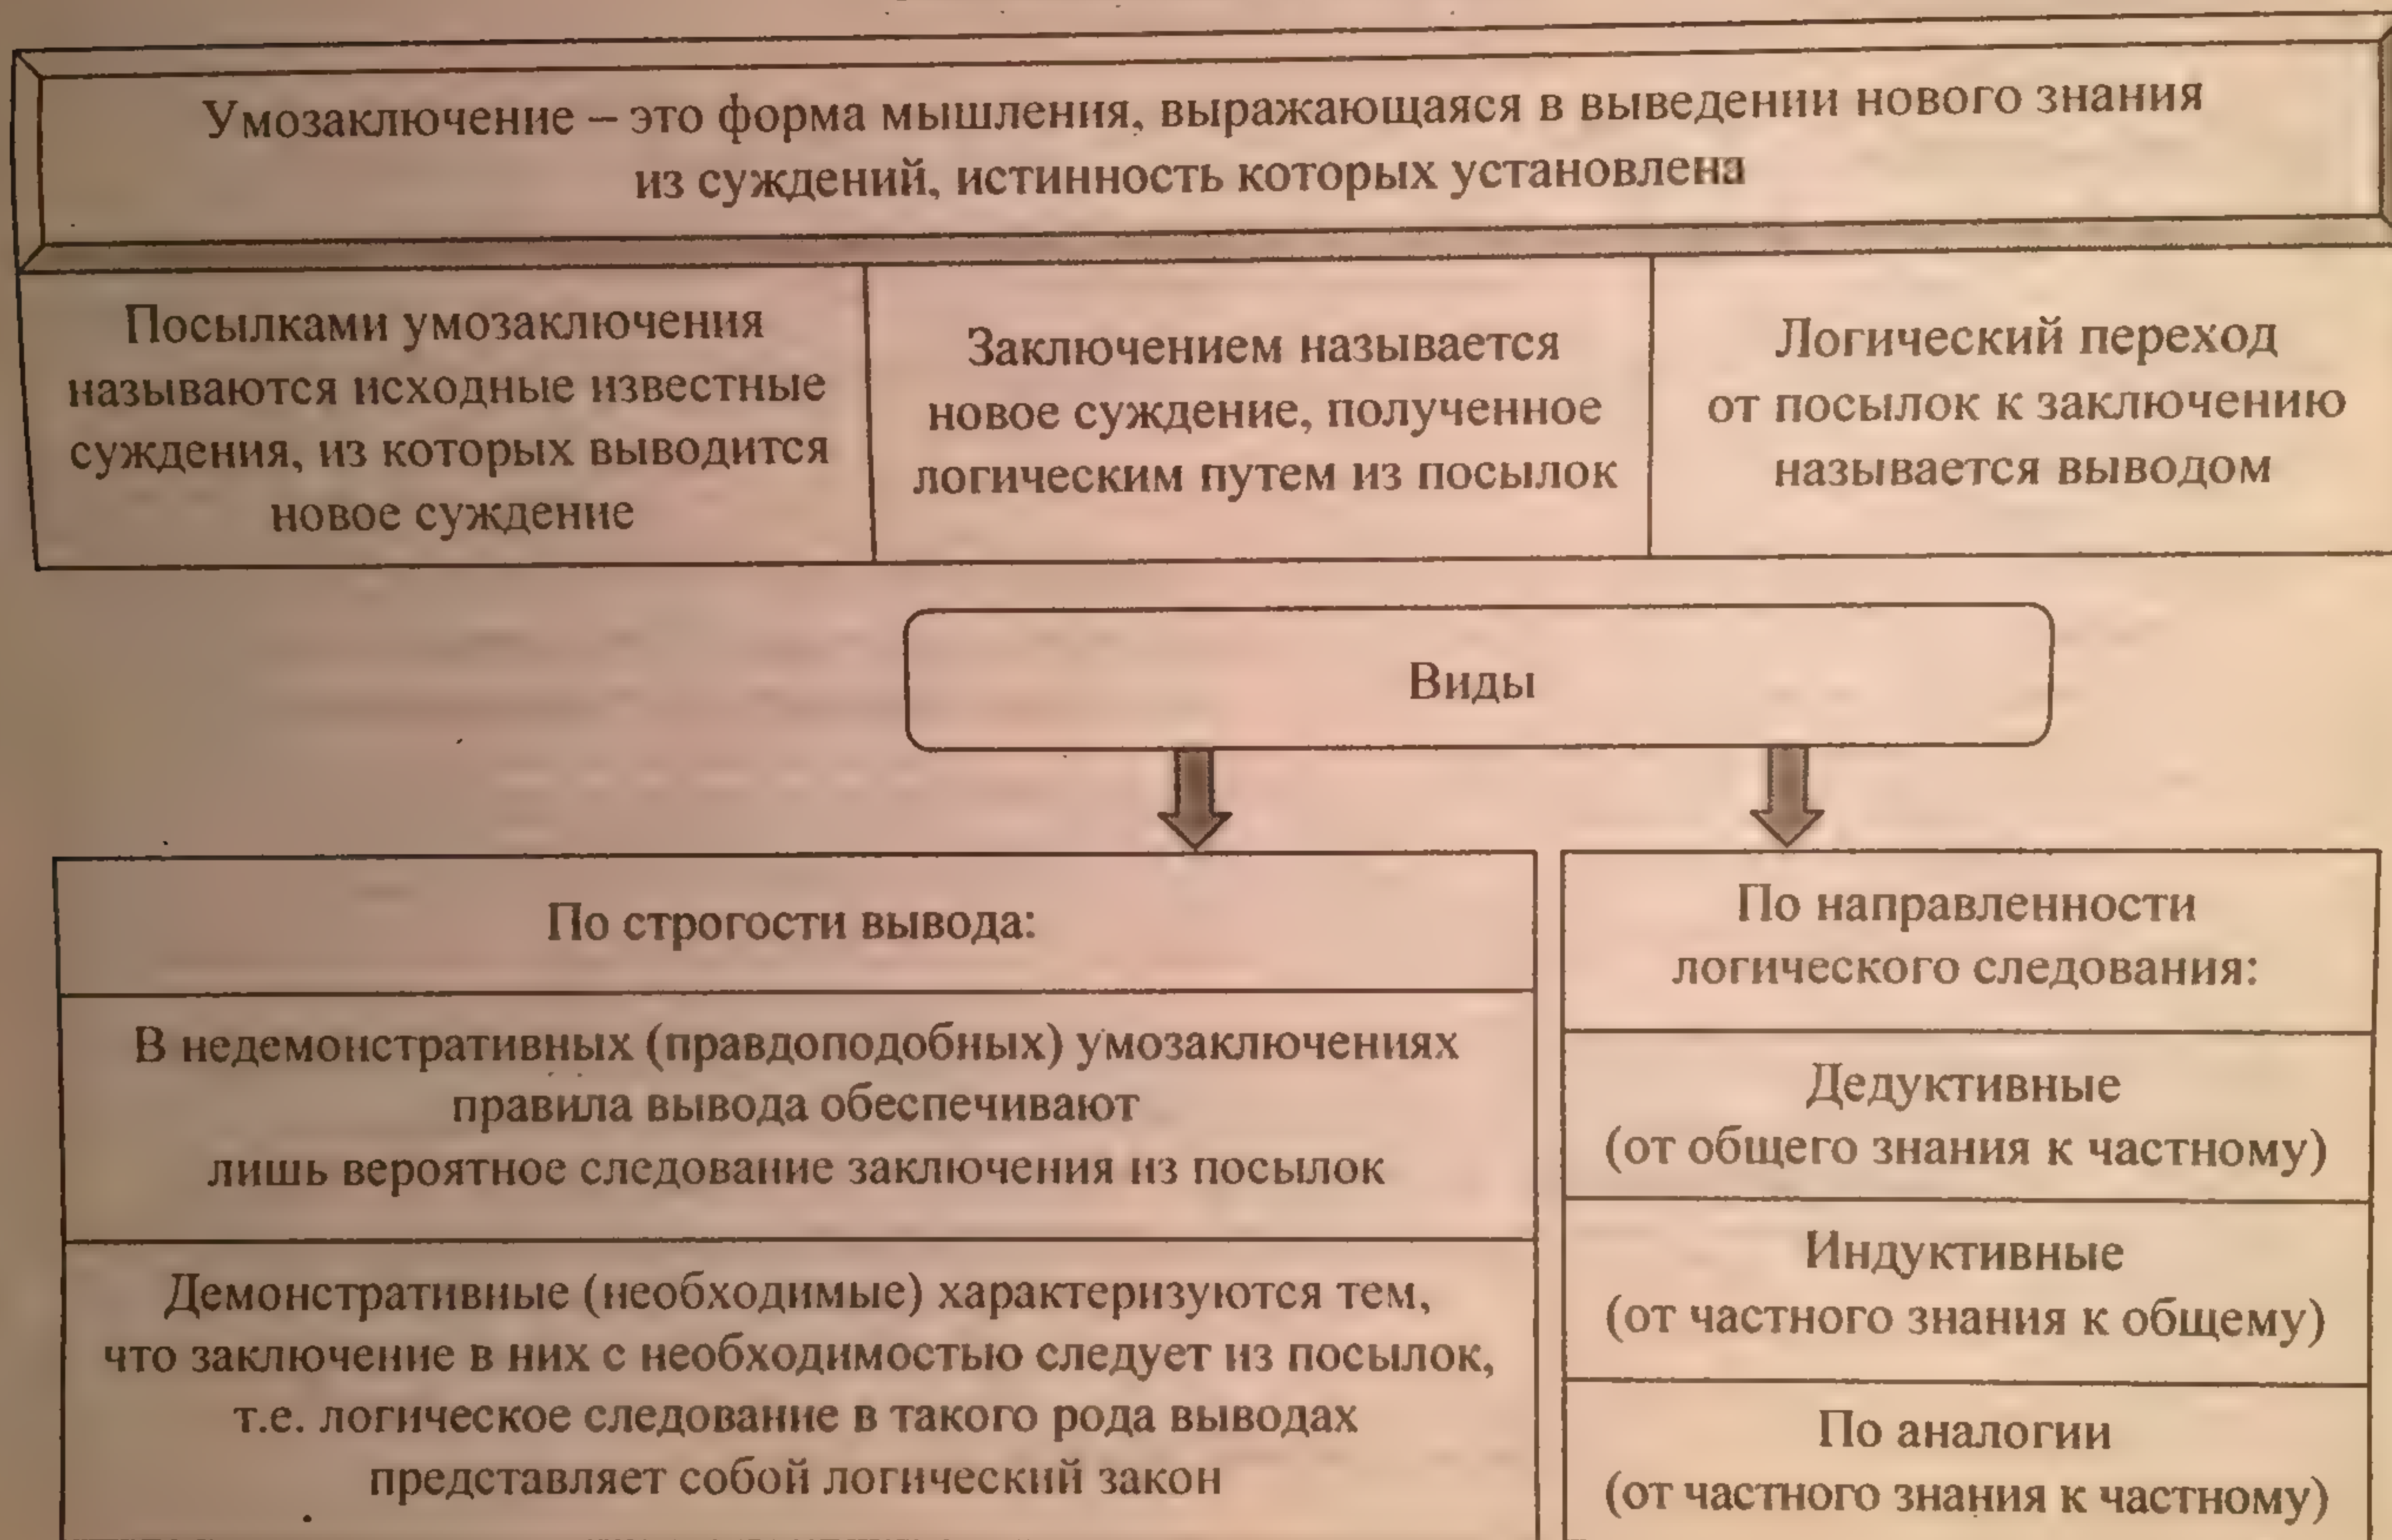 Умозаключение – это форма мышления, выражающаяся в выведении нового знания
из суждений, истинность которых установлена
Посылками умозаключения
называются исходные известные
суждения, из которых выводится
новое суждение
Заключением называется
новое суждение, полученное
логическим путем из посылок
Логический переход
от посылок к заключению
называется выводом
Виды
По строгости вывода:
В недемонстративных (правдоподобных) умозаключениях
правила вывода обеспечивают
лишь вероятное следование заключения из посылок
Демонстративные (необходимые) характеризуются тем,
что заключение в них с необходимостью следует из посылок,
т.е. логическое следование в такого рода выводах
представляет собой логический закон
По направленности
логического следования:
Дедуктивные
(от общего знания к частному)
Индуктивные
(от частного знания к общему)
По аналогии
(от частного знания к частному)